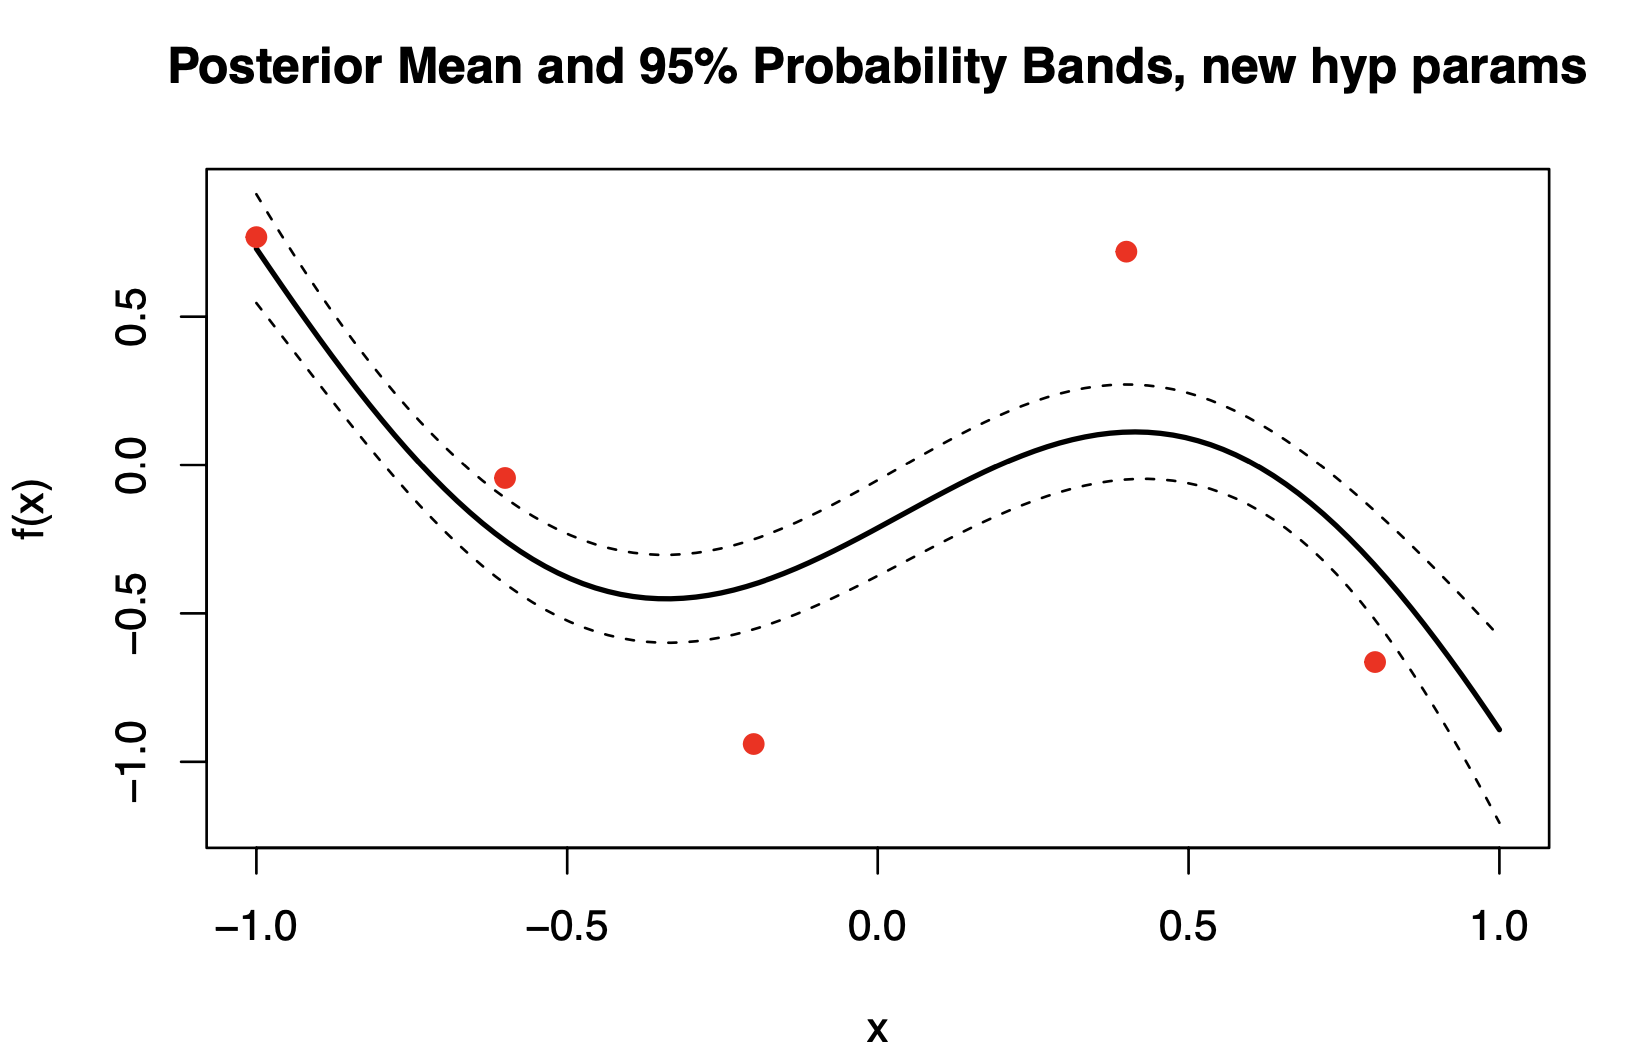 Posterior Mean and 95% Probability Bands, new hyp params
f(x)
0.5
0.0
−0.5
−1.0
−1.0 −0.5 0.0 0.5 1.0
x